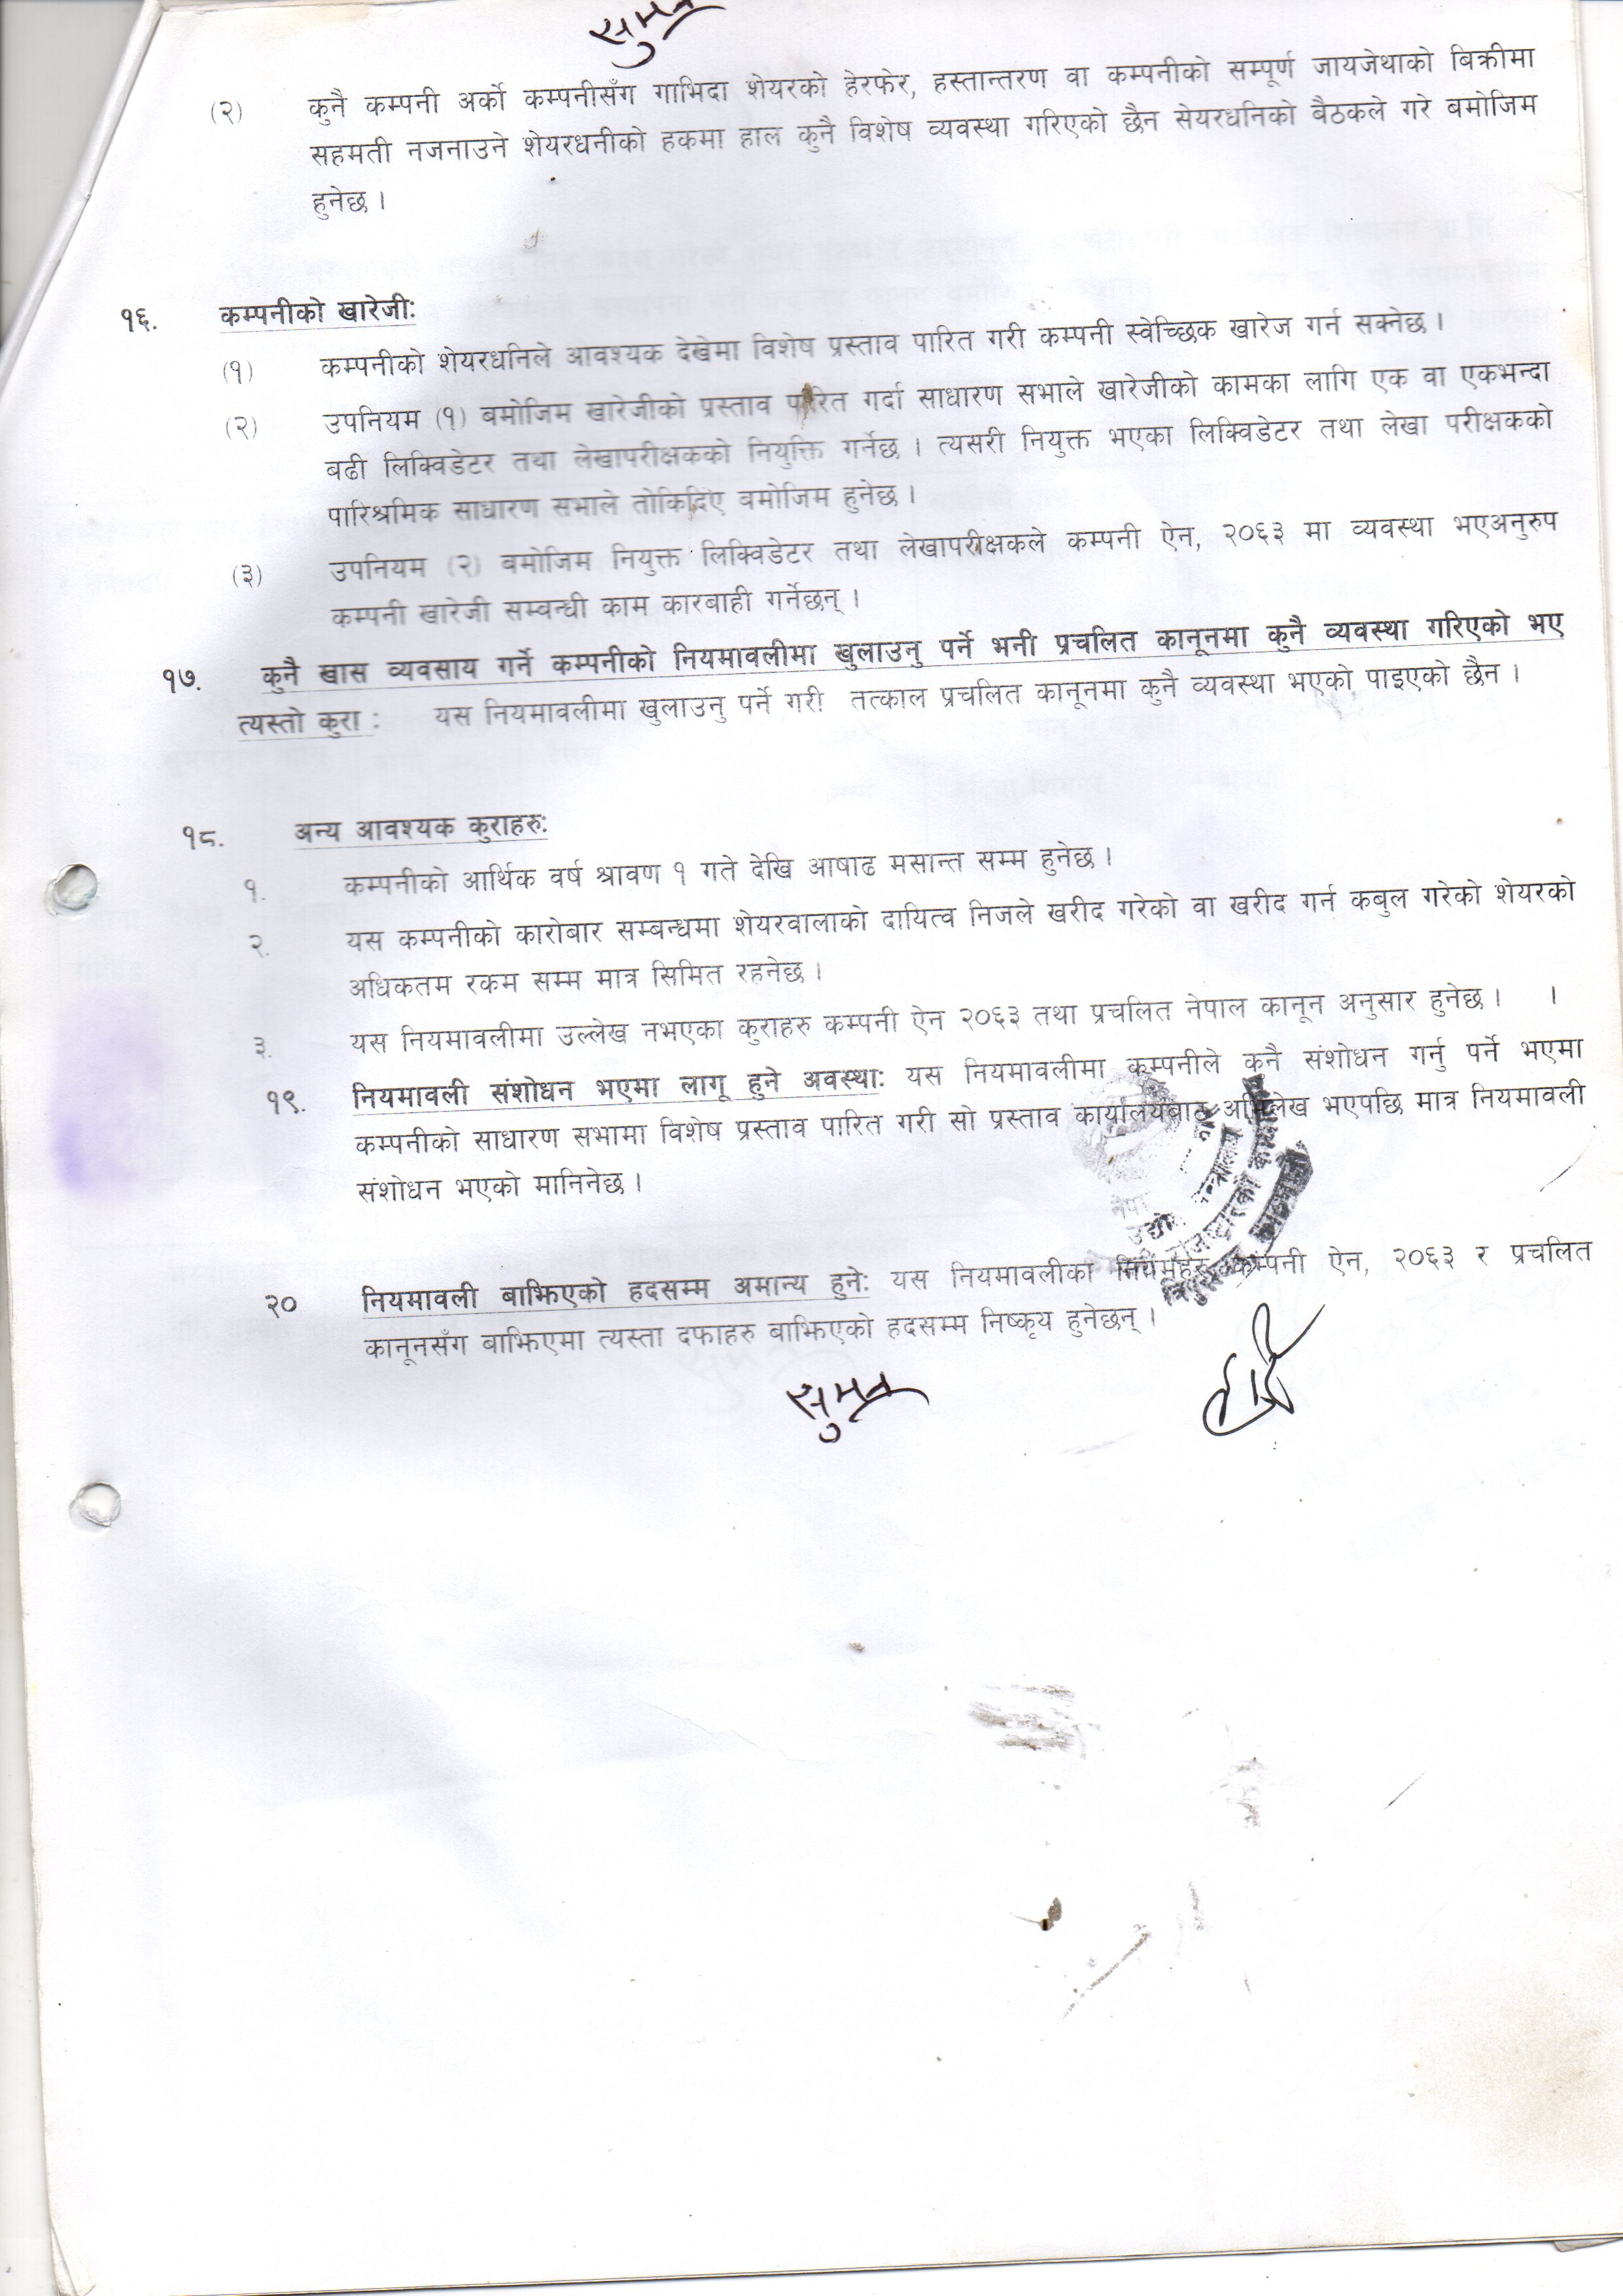 सुमन
(२) कुनै कम्पनी अर्को कम्पनीसँग गाभिदा शेयरको हेरफेर, हस्तान्तरण वा कम्पनीको सम्पूर्ण जायजेथाको बिक्रीमा
सहमती नजनाउने शेयरधनीको हकमा हाल कुनै विशेष व्यवस्था गरिएको छैन सेयरधनिको बैठकले गरे बमोजिम
हुनेछ ।
१६. कम्पनीको खारेजी:
(१) कम्पनीको शेयरधनिले आवश्यक देखेमा विशेष प्रस्ताव पारित गरी कम्पनी स्वेच्छिक खारेज गर्न सक्नेछ ।
(२) उपनियम (१) बमोजिम खारेजीको प्रस्ताव पारित गर्दा साधारण सभाले खारेजीको कामका लागि एक वा एकभन्दा
बढी लिक्विडेटर तथा लेखापरीक्षकको नियुक्ति गर्नेछ । त्यसरी नियुक्त भएका लिक्विडेटर तथा लेखा परीक्षकको
पारिश्रमिक साधारण सभाले तोकिदिए बमोजिम हुनेछ ।
(३) उपनियम (२) बमोजिम नियुक्त लिक्विडेटर तथा लेखापरीक्षकले कम्पनी ऐन, २०६३ मा व्यवस्था भएअनुरुप
कम्पनी खारेजी सम्बन्धी काम कारबाही गर्नेछन् ।
१७. कुनै खास व्यवसाय गर्ने कम्पनीको नियमावलीमा खुलाउनु पर्ने भनी प्रचलित कानूनमा कुनै व्यवस्था गरिएको भए
त्यस्तो कुरा : यस नियमावलीमा खुलाउनु पर्ने गरी तत्काल प्रचलित कानूनमा कुनै व्यवस्था भएको पाइएको छैन ।
१८. अन्य आवश्यक कुराहरु:
१. कम्पनीको आर्थिक वर्ष श्रावण १ गते देखि आषाढ मसान्त सम्म हुनेछ ।
२. यस कम्पनीको कारोबार सम्बन्धमा शेयरवालाको दायित्व निजले खरीद गरेको वा खरीद गर्न कबुल गरेको शेयरको
अधिकतम रकम सम्म मात्र सिमित रहनेछ ।
३. यस नियमावलीमा उल्लेख नभएका कुराहरु कम्पनी ऐन २०६३ तथा प्रचलित नेपाल कानून अनुसार हुनेछ । ।
१९. नियमावली संशोधन भएमा लागू हुने अवस्था: यस नियमावलीमा कम्पनीले कुनै संशोधन गर्नु पर्ने भएमा
कम्पनीको साधारण सभामा विशेष प्रस्ताव पारित गरी सो प्रस्ताव कार्यालयबाट अभिलेख भएपछि मात्र नियमावली
संशोधन भएको मानिनेछ ।
२० नियमावली बाझिएको हदसम्म अमान्य हुने: यस नियमावलीका नियमहरु कम्पनी ऐन, २०६३ र प्रचलित
कानूनसँग बाझिएमा त्यस्ता दफाहरु बाझिएको हदसम्म निष्कृय हुनेछन् ।
सुमन